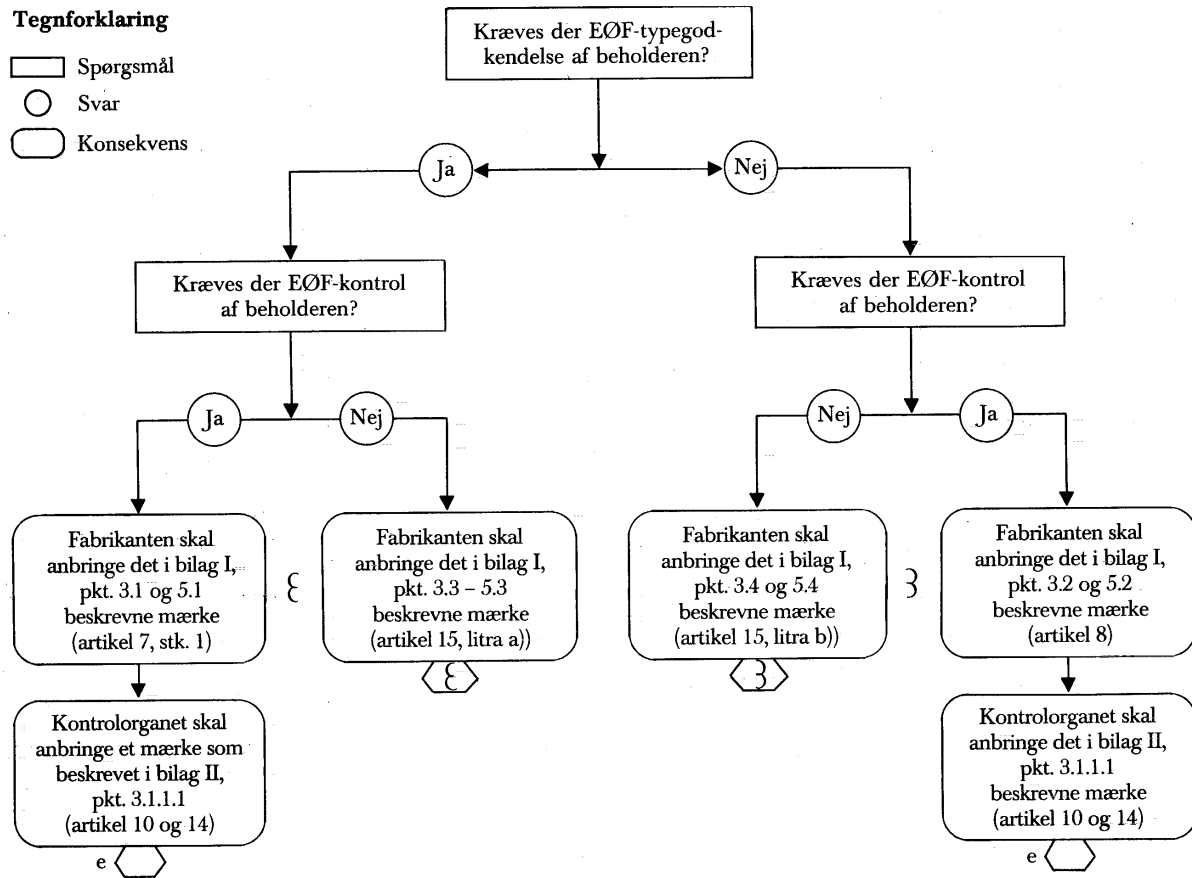 Tegnforklaring
Spørgsmål
Svar
Konsekvens
Kræves der EØF-typegod-
kendelse af beholderen?
Ja
Nej
Kræves der EØF-kontrol
af beholderen?
Kræves der EØF-kontrol
af beholderen?
Ja
Nej
Nej
Ja
Fabrikanten skal
anbringe det i bilag I,
pkt. 3.1 og 5.1
beskrevne mærke
(artikel 7, stk. 1)
Fabrikanten skal
anbringe det i bilag I,
pkt. 3.3 – 5.3
beskrevne mærke
(artikel 15, litra a))
Fabrikanten skal
anbringe det i bilag I,
pkt. 3.4 og 5.4
beskrevne mærke
(artikel 15, litra b))
Fabrikanten skal
anbringe det i bilag I,
pkt. 3.2 og 5.2
beskrevne mærke
(artikel 8)
Kontrolorganet skal
anbringe et mærke som
beskrevet i bilag II,
pkt. 3.1.1.1
(artikel 10 og 14)
e
Kontrolorganet skal
anbringe det i bilag II,
pkt. 3.1.1.1
beskrevne mærke
(artikel 10 og 14)
e